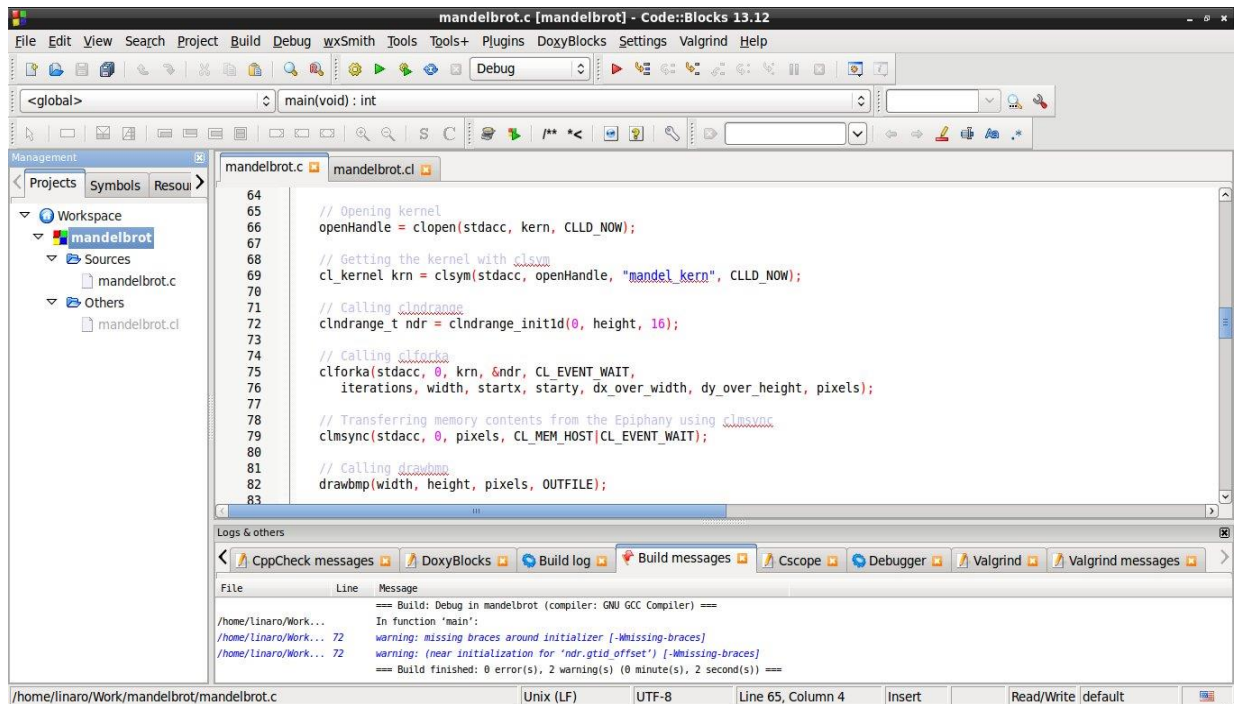 mandelbrot.c [mandelbrot] - Code::Blocks 13.12
File Edit View Search Project Build Debug wxSmith Tools Tools+ Plugins DoxyBlocks Settings Valgrind Help
Debug
<global> main(void) : int
S C /** *< .*
Management
Projects Symbols Resou
mandelbrot.c mandelbrot.cl
Workspace
mandelbrot
Sources
mandelbrot.c
Others
mandelbrot.cl
64
65 // Opening kernel
66 openHandle = clopen(stdacc, kern, CLLD_NOW);
67
68 // Getting the kernel with clsym
69 cl_kernel krn = clsym(stdacc, openHandle, "mandel_kern", CLLD_NOW);
70
71 // Calling clndrange
72 clndrange_t ndr = clndrange_init1d(0, height, 16);
73
74 // Calling clforka
75 clforka(stdacc, 0, krn, &ndr, CL_EVENT_WAIT,
76 iterations, width, startx, starty, dx_over_width, dy_over_height, pixels);
77
78 // Transferring memory contents from the Epiphany using clmsync
79 clmsync(stdacc, 0, pixels, CL_MEM_HOST|CL_EVENT_WAIT);
80
81 // Calling drawbmp
82 drawbmp(width, height, pixels, OUTFILE);
83
Logs & others
CppCheck messages DoxyBlocks Build log Build messages Cscope Debugger Valgrind Valgrind messages
File Line Message
=== Build: Debug in mandelbrot (compiler: GNU GCC Compiler) ===
/home/linaro/Work... In function ‘main’:
/home/linaro/Work... 72 warning: missing braces around initializer [-Wmissing-braces]
/home/linaro/Work... 72 warning: (near initialization for ‘ndr.gtid_offset’) [-Wmissing-braces]
=== Build finished: 0 error(s), 2 warning(s) (0 minute(s), 2 second(s)) ===
/home/linaro/Work/mandelbrot/mandelbrot.c Unix (LF) UTF-8 Line 65, Column 4 Insert Read/Write default